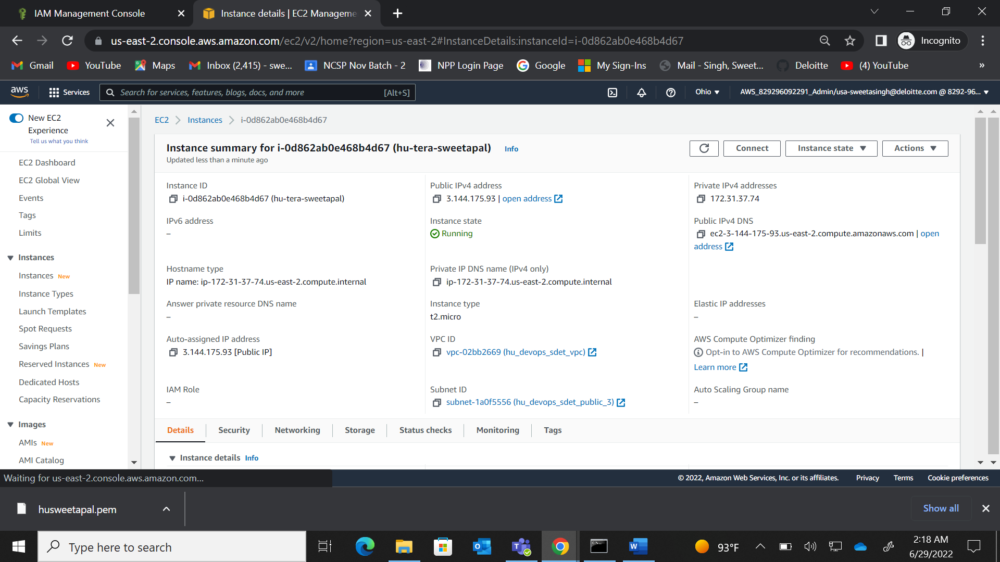 IAM Management Console
Instance details | EC2 Manageme
us-east-2.console.aws.amazon.com/ec2/v2/home?region=us-east-2#InstanceDetails:instanceId=i-0d862ab0e468b4d67
Incognito
Gmail YouTube Maps Inbox (2,415) - swe... NCSP Nov Batch - 2 NPP Login Page Google My Sign-Ins Mail - Singh, Sweet... Deloitte (4) YouTube »
aws Services Search for services, features, blogs, docs, and more [Alt+S] Ohio AWS_829296092291_Admin/usa-sweetasingh@deloitte.com @ 8292-96...
New EC2
Experience
Tell us what you think
EC2 Dashboard
EC2 Global View
Events
Tags
Limits
Instances
Instances New
Instance Types
Launch Templates
Spot Requests
Savings Plans
Reserved Instances New
Dedicated Hosts
Capacity Reservations
Images
AMIs New
AMI Catalog
EC2 Instances i-0d862ab0e468b4d67
Instance summary for i-0d862ab0e468b4d67 (hu-tera-sweetapal) Info
Updated less than a minute ago
Connect Instance state Actions
Instance ID
i-0d862ab0e468b4d67 (hu-tera-sweetapal)
Public IPv4 address
3.144.175.93 | open address
Private IPv4 addresses
172.31.37.74
IPv6 address
–
Instance state
Running
Public IPv4 DNS
ec2-3-144-175-93.us-east-2.compute.amazonaws.com | open
address
Hostname type
IP name: ip-172-31-37-74.us-east-2.compute.internal
Private IP DNS name (IPv4 only)
ip-172-31-37-74.us-east-2.compute.internal
Answer private resource DNS name
–
Instance type
t2.micro
Elastic IP addresses
–
Auto-assigned IP address
3.144.175.93 [Public IP]
VPC ID
vpc-02bb2669 (hu_devops_sdet_vpc)
AWS Compute Optimizer finding
Opt-in to AWS Compute Optimizer for recommendations. |
Learn more
IAM Role
–
Subnet ID
subnet-1a0f5556 (hu_devops_sdet_public_3)
Auto Scaling Group name
–
Details Security Networking Storage Status checks Monitoring Tags
Instance details Info
Waiting for us-east-2.console.aws.amazon.com...
© 2022, Amazon Web Services, Inc. or its affiliates. Privacy Terms Cookie preferences
husweetapal.pem
Show all
Type here to search
93°F
2:18 AM
6/29/2022